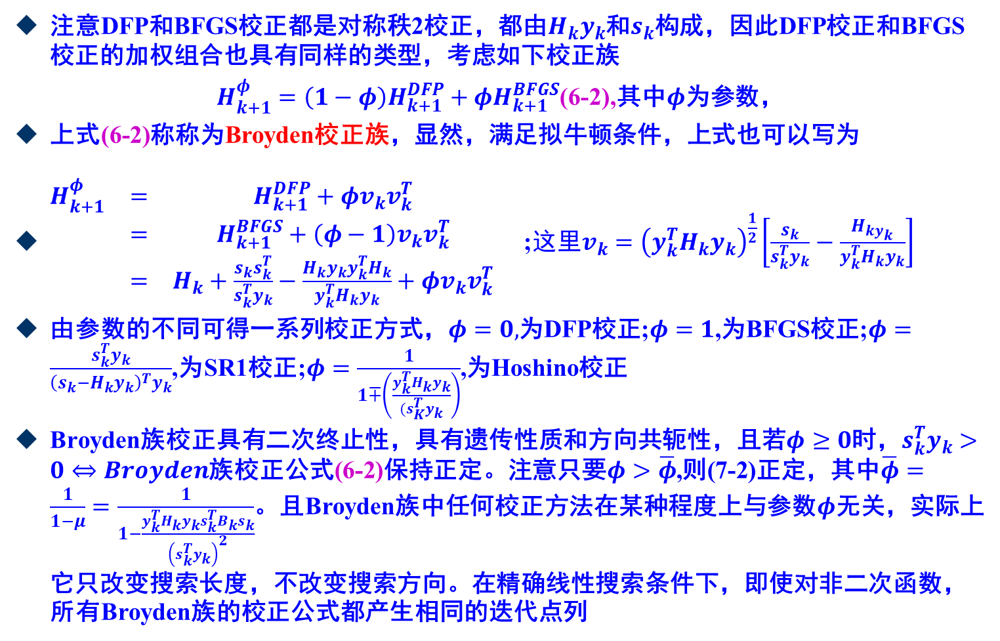 ◆ 注意DFP和BFGS校正都是对称秩2校正，都由$H_k y_k$和$s_k$构成，因此DFP校正和BFGS
校正的加权组合也具有同样的类型，考虑如下校正族
$H_{k+1}^{\phi} = (1-\phi)H_{k+1}^{DFP} + \phi H_{k+1}^{BFGS}$(6-2),其中$\phi$为参数，
◆ 上式(6-2)称称为Broyden校正族，显然，满足拟牛顿条件，上式也可以写为
$H_{k+1}^{\phi} = H_{k+1}^{DFP} + \phi v_k v_k^T$
◆ $= H_{k+1}^{BFGS} + (\phi-1)v_k v_k^T$ ;这里$v_k = (y_k^T H_k y_k)^{\frac{1}{2}}\left[\frac{s_k}{s_k^T y_k} - \frac{H_{ky_k}}{y_k^T H_k y_k}\right]$
$= H_k + \frac{s_k s_k^T}{s_k^T y_k} - \frac{H_k y_k y_k^T H_k}{y_k^T H_k y_k} + \phi v_k v_k^T$
◆ 由参数的不同可得一系列校正方式，$\phi = 0$,为DFP校正;$\phi = 1$,为BFGS校正;$\phi =$
$\frac{s_k^T y_k}{(s_k - H_k y_k)^T y_k}$,为SR1校正;$\phi = \frac{1}{1\mp\left(\frac{y_k^T H_k y_k}{(s_K^T y_k}\right)}$,为Hoshino校正
◆ Broyden族校正具有二次终止性，具有遗传性质和方向共轭性，且若$\phi \geq 0$时，$s_k^T y_k >$
$0 \Leftrightarrow Broyden$族校正公式(6-2)保持正定。注意只要$\phi > \bar{\phi}$,则(7-2)正定，其中$\bar{\phi} =$
$\frac{1}{1-\mu} = \frac{1}{1-\frac{y_k^T H_k y_k s_k^T B_k s_k}{(s_k^T y_k)^2}}$。且Broyden族中任何校正方法在某种程度上与参数$\phi$无关，实际上
它只改变搜索长度，不改变搜索方向。在精确线性搜索条件下，即使对非二次函数，
所有Broyden族的校正公式都产生相同的迭代点列